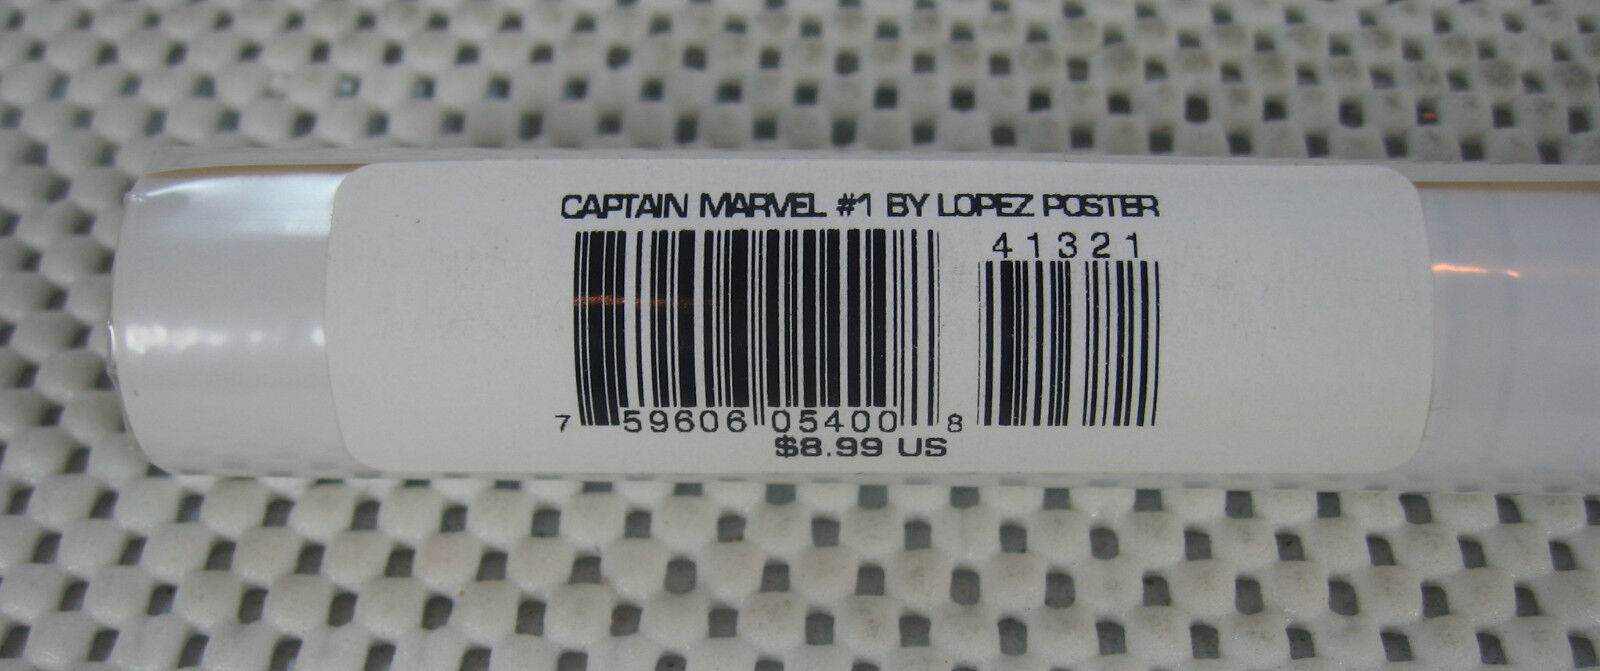 CAPTAIN MARVEL #1 BY LOPEZ POSTER
41321
7 59606 05400 8
$8.99 US